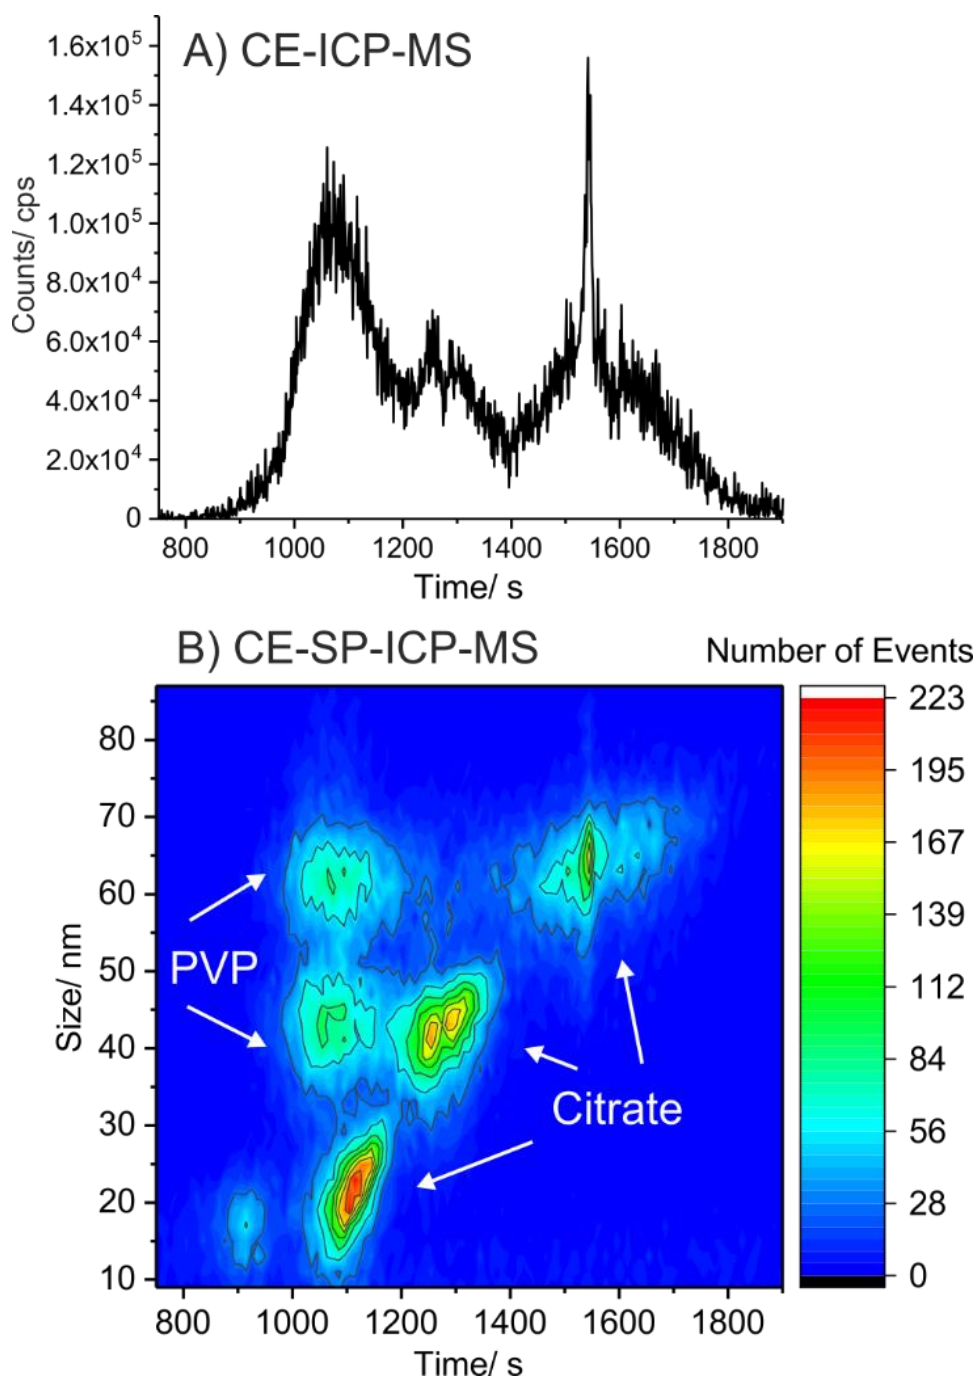 A) CE-ICP-MS
1.6x10⁵
1.4x10⁵
1.2x10⁵
1.0x10⁵
8.0x10⁴
6.0x10⁴
4.0x10⁴
2.0x10⁴
0
Counts/ cps
800 1000 1200 1400 1600 1800
Time/ s
B) CE-SP-ICP-MS
Number of Events
80
70
60
50
40
30
20
10
Size/ nm
PVP
Citrate
223
195
167
139
112
84
56
28
0
800 1000 1200 1400 1600 1800
Time/ s